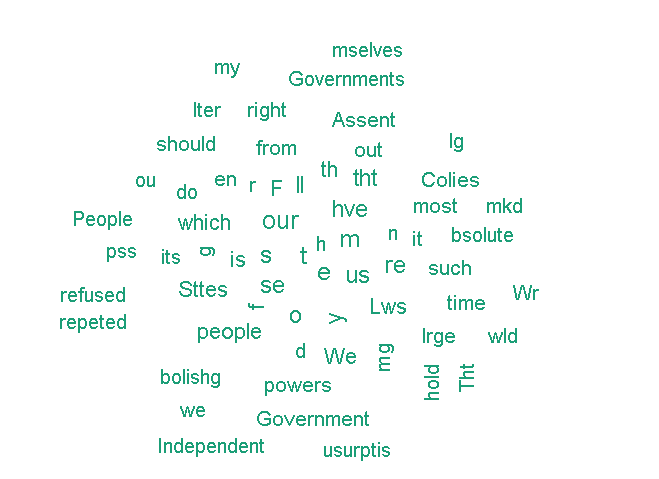 mselves
my
Governments
lter right
Assent
should from out lg
ou do en r F ll th tht Colies
People which our hve most mkd
pss its g is s t h m n it bsolute
e us re such
refused Sttes se f o y Lws time Wr
repeted people lrge wld
d We mg
bolishg powers hold Tht
we Government
Independent usurptis